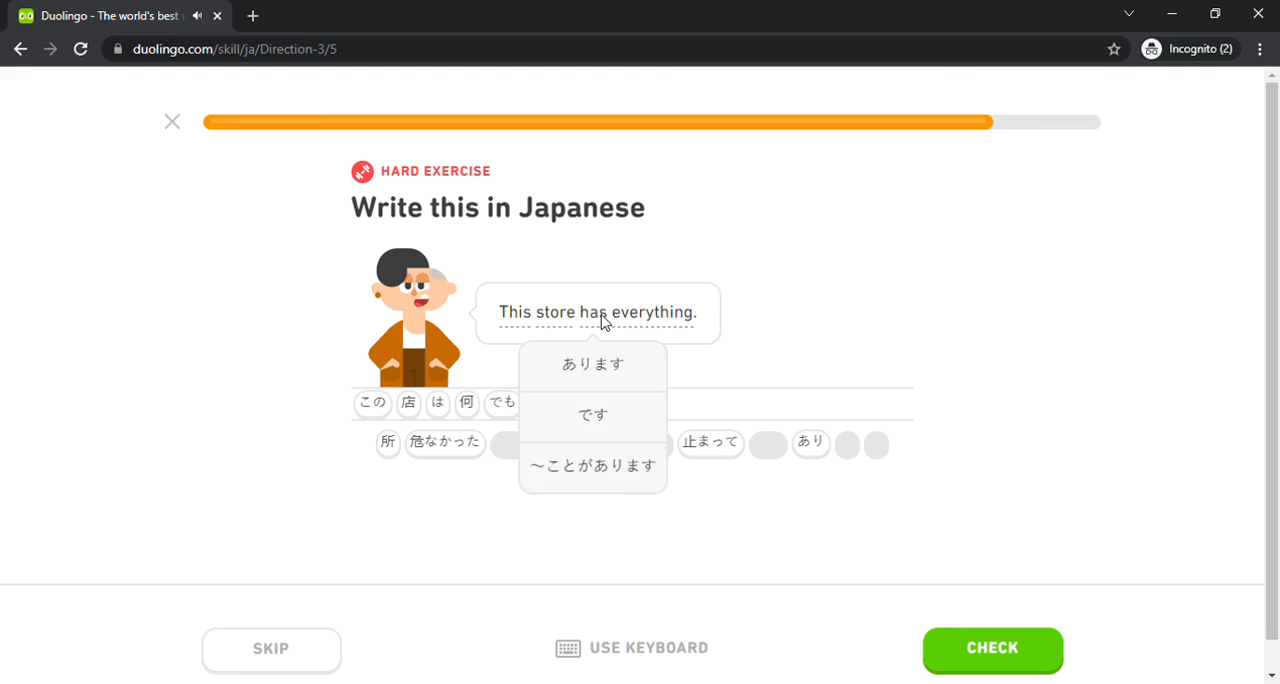 Duolingo - The world's best
duolingo.com/skill/ja/Direction-3/5
Incognito (2)
HARD EXERCISE
Write this in Japanese
This store has everything.
あります
です
〜ことがあります
この 店 は 何 でも
所 危なかった 止まって あり
SKIP
USE KEYBOARD
CHECK